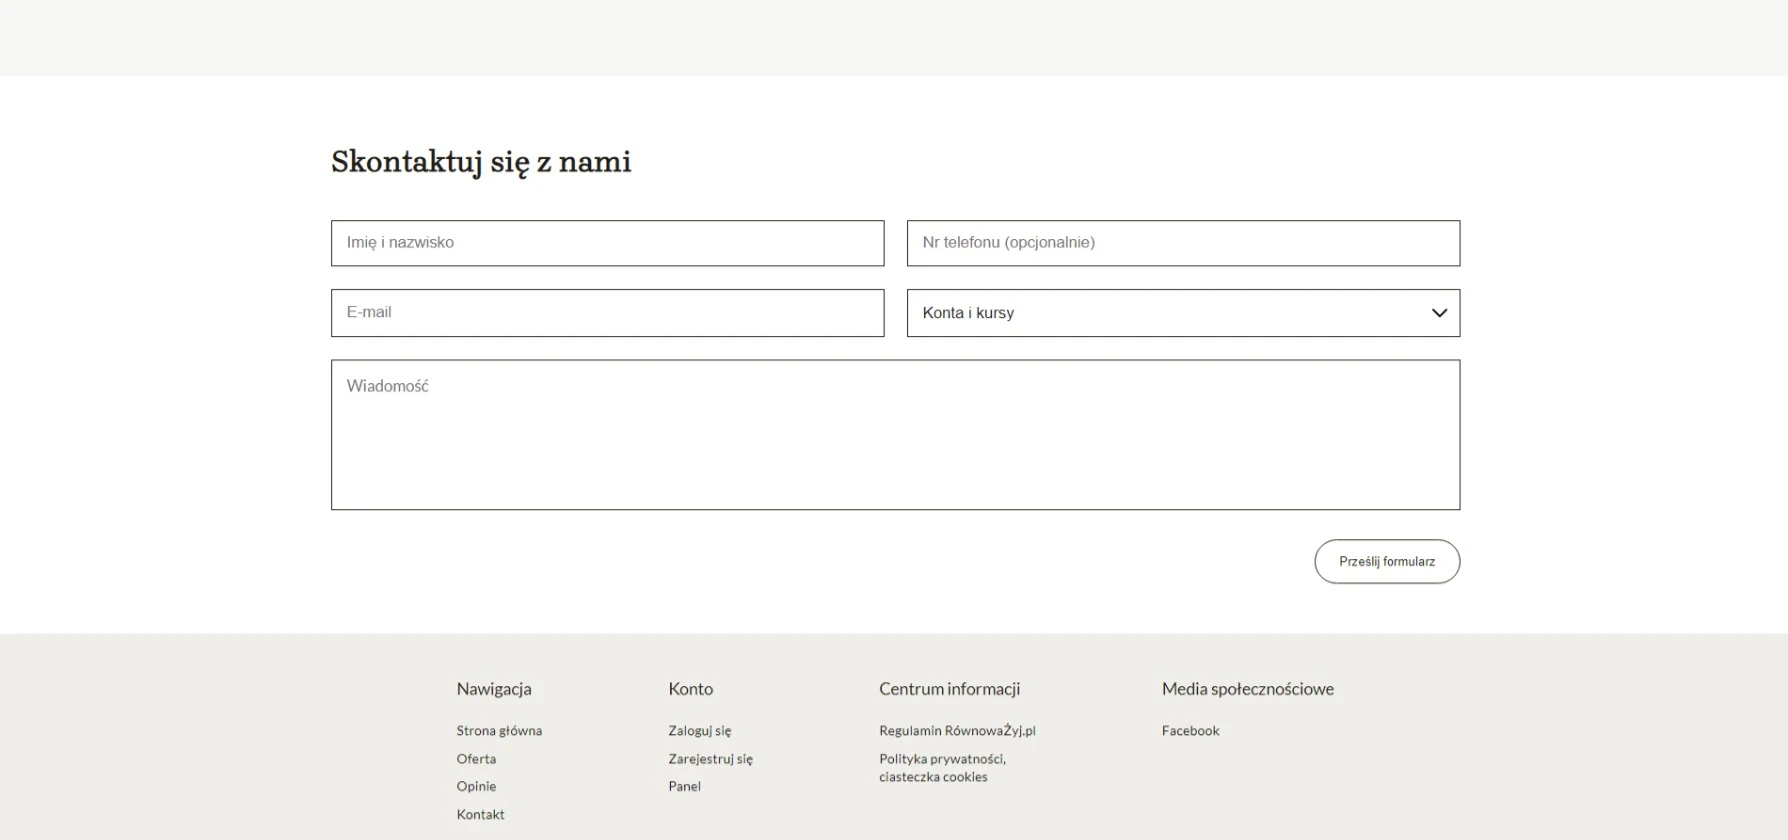 Skontaktuj się z nami
Imię i nazwisko
Nr telefonu (opcjonalnie)
E-mail
Konta i kursy
Wiadomość
Prześlij formularz
Nawigacja
Strona główna
Oferta
Opinie
Kontakt
Konto
Zaloguj się
Zarejestruj się
Panel
Centrum informacji
Regulamin RównowaŻyj.pl
Polityka prywatności,
ciasteczka cookies
Media społecznościowe
Facebook